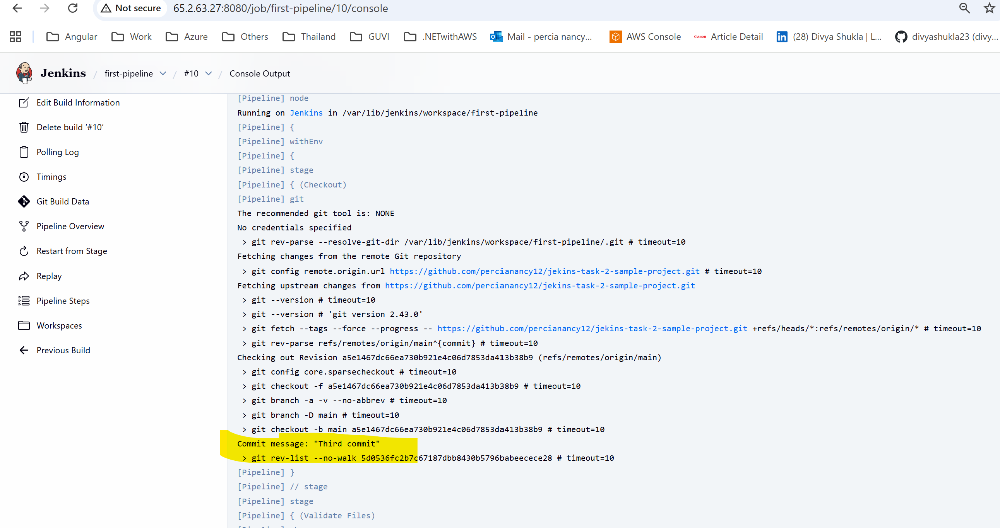 Not secure 65.2.63.27:8080/job/first-pipeline/10/console
Angular Work Azure Others Thailand GUVI .NETwithAWS Mail - percia nancy... AWS Console Canon Article Detail (28) Divya Shukla | L... divyashukla23 (divy...
Jenkins / first-pipeline / #10 / Console Output
Edit Build Information
Delete build ‘#10’
Polling Log
Timings
Git Build Data
Pipeline Overview
Restart from Stage
Replay
Pipeline Steps
Workspaces
Previous Build
[Pipeline] node
Running on Jenkins in /var/lib/jenkins/workspace/first-pipeline
[Pipeline] {
[Pipeline] withEnv
[Pipeline] {
[Pipeline] stage
[Pipeline] { (Checkout)
[Pipeline] git
The recommended git tool is: NONE
No credentials specified
> git rev-parse --resolve-git-dir /var/lib/jenkins/workspace/first-pipeline/.git # timeout=10
Fetching changes from the remote Git repository
> git config remote.origin.url https://github.com/percianancy12/jekins-task-2-sample-project.git # timeout=10
Fetching upstream changes from https://github.com/percianancy12/jekins-task-2-sample-project.git
> git --version # timeout=10
> git --version # 'git version 2.43.0'
> git fetch --tags --force --progress -- https://github.com/percianancy12/jekins-task-2-sample-project.git +refs/heads/*:refs/remotes/origin/* # timeout=10
> git rev-parse refs/remotes/origin/main^{commit} # timeout=10
Checking out Revision a5e1467dc66ea730b921e4c06d7853da413b38b9 (refs/remotes/origin/main)
> git config core.sparsecheckout # timeout=10
> git checkout -f a5e1467dc66ea730b921e4c06d7853da413b38b9 # timeout=10
> git branch -a -v --no-abbrev # timeout=10
> git branch -D main # timeout=10
> git checkout -b main a5e1467dc66ea730b921e4c06d7853da413b38b9 # timeout=10
Commit message: "Third commit"
> git rev-list --no-walk 5d0536fc2b7c67187dbb8430b5796babeecece28 # timeout=10
[Pipeline] }
[Pipeline] // stage
[Pipeline] stage
[Pipeline] { (Validate Files)